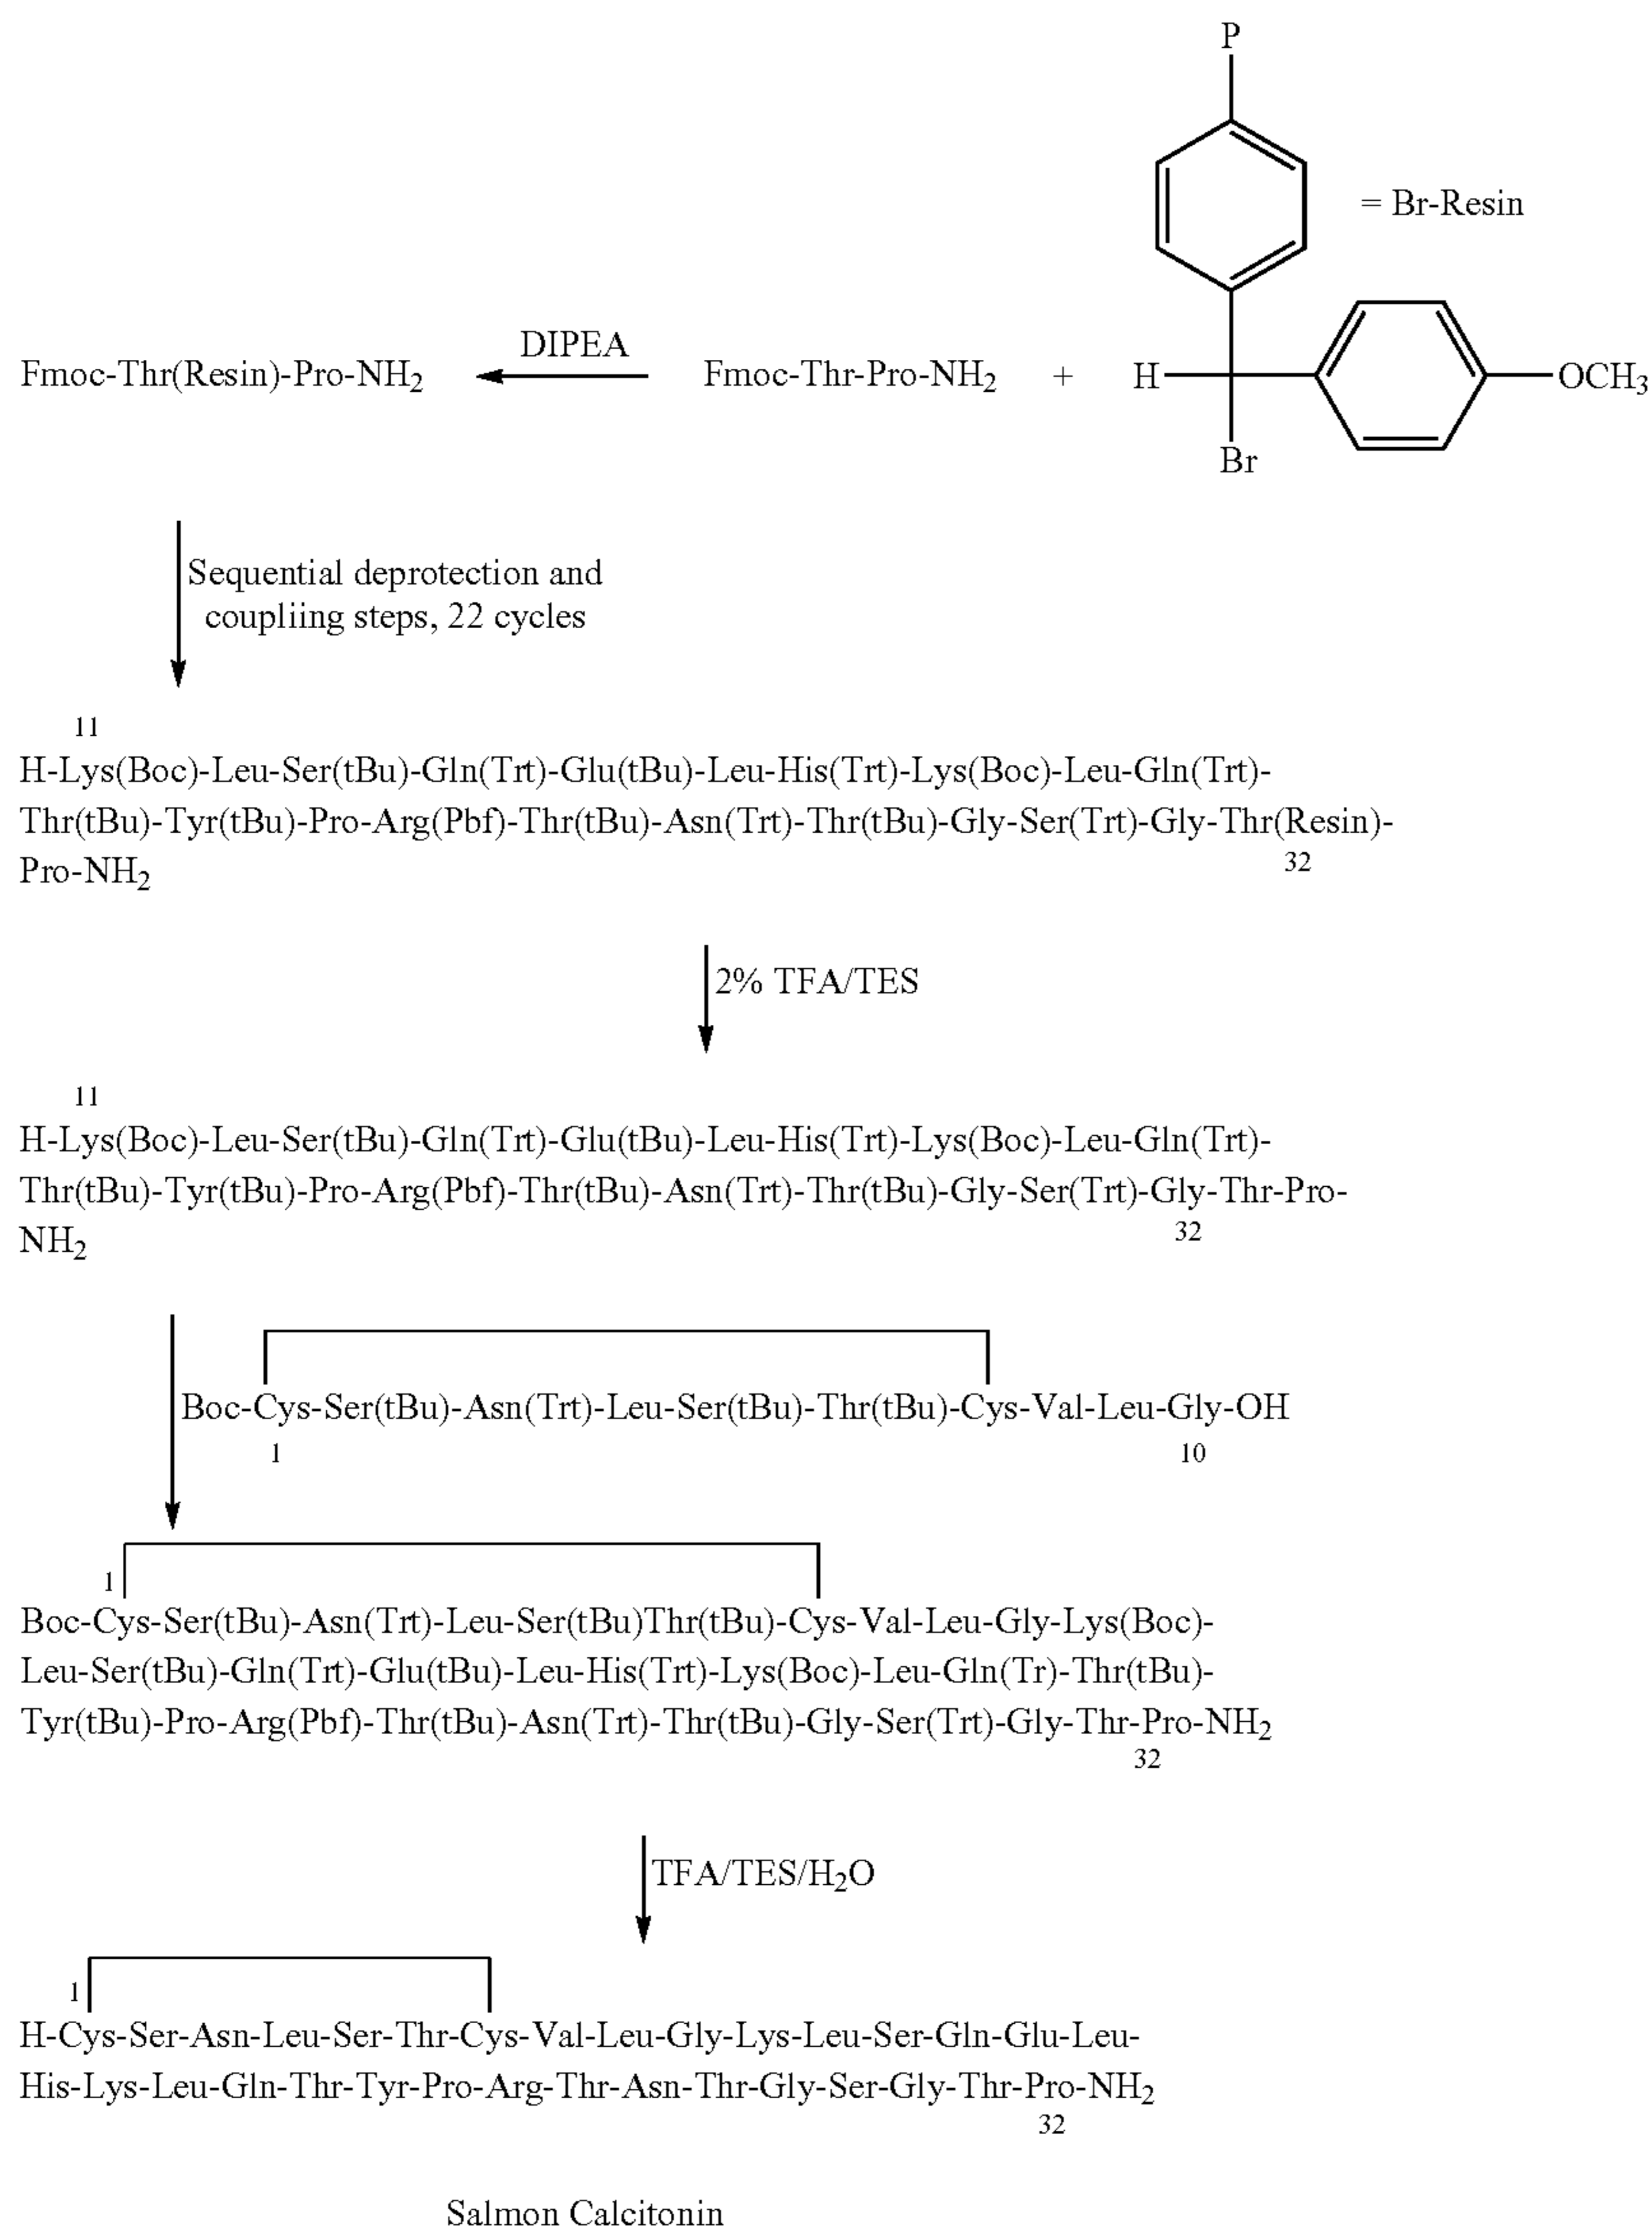 P
= Br-Resin
Fmoc-Thr(Resin)-Pro-NH2
DIPEA
Fmoc-Thr-Pro-NH2
+
H
OCH3
Br
Sequential deprotection and
coupliing steps, 22 cycles
11
H-Lys(Boc)-Leu-Ser(tBu)-Gln(Trt)-Glu(tBu)-Leu-His(Trt)-Lys(Boc)-Leu-Gln(Trt)-
Thr(tBu)-Tyr(tBu)-Pro-Arg(Pbf)-Thr(tBu)-Asn(Trt)-Thr(tBu)-Gly-Ser(Trt)-Gly-Thr(Resin)-
32
Pro-NH2
2% TFA/TES
11
H-Lys(Boc)-Leu-Ser(tBu)-Gln(Trt)-Glu(tBu)-Leu-His(Trt)-Lys(Boc)-Leu-Gln(Trt)-
Thr(tBu)-Tyr(tBu)-Pro-Arg(Pbf)-Thr(tBu)-Asn(Trt)-Thr(tBu)-Gly-Ser(Trt)-Gly-Thr-Pro-
32
NH2
Boc-Cys-Ser(tBu)-Asn(Trt)-Leu-Ser(tBu)-Thr(tBu)-Cys-Val-Leu-Gly-OH
1 10
1
Boc-Cys-Ser(tBu)-Asn(Trt)-Leu-Ser(tBu)Thr(tBu)-Cys-Val-Leu-Gly-Lys(Boc)-
Leu-Ser(tBu)-Gln(Trt)-Glu(tBu)-Leu-His(Trt)-Lys(Boc)-Leu-Gln(Tr)-Thr(tBu)-
Tyr(tBu)-Pro-Arg(Pbf)-Thr(tBu)-Asn(Trt)-Thr(tBu)-Gly-Ser(Trt)-Gly-Thr-Pro-NH2
32
TFA/TES/H2O
1
H-Cys-Ser-Asn-Leu-Ser-Thr-Cys-Val-Leu-Gly-Lys-Leu-Ser-Gln-Glu-Leu-
His-Lys-Leu-Gln-Thr-Tyr-Pro-Arg-Thr-Asn-Thr-Gly-Ser-Gly-Thr-Pro-NH2
32
Salmon Calcitonin